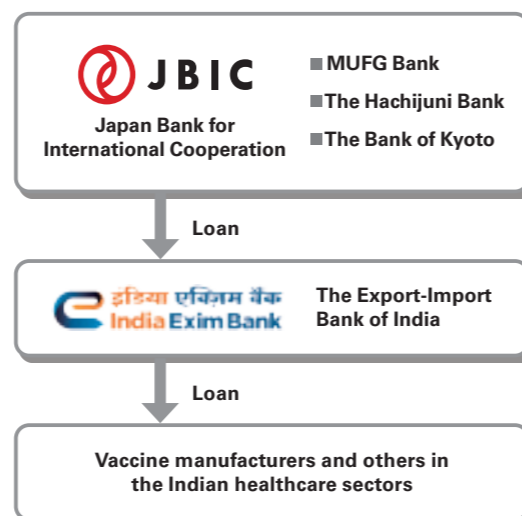 JBIC
Japan Bank for
International Cooperation
■MUFG Bank
■The Hachijuni Bank
■The Bank of Kyoto
Loan
इंडिया एक्ज़िम बैंक
India Exim Bank
The Export-Import
Bank of India
Loan
Vaccine manufacturers and others in
the Indian healthcare sectors